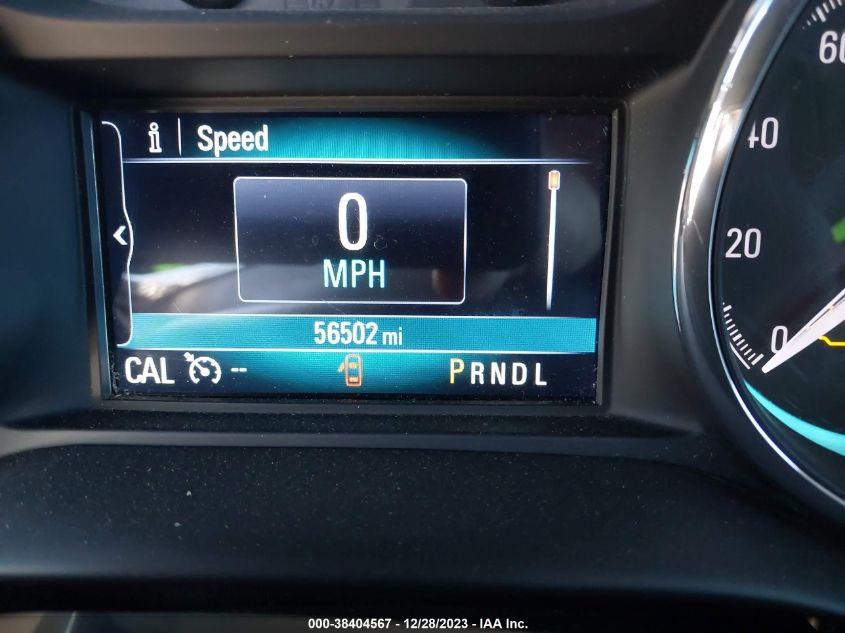 i | Speed
60
40
0
20
MPH
56502 mi
0
CAL -- PRNDL
000-38404567 - 12/28/2023 - IAA Inc.